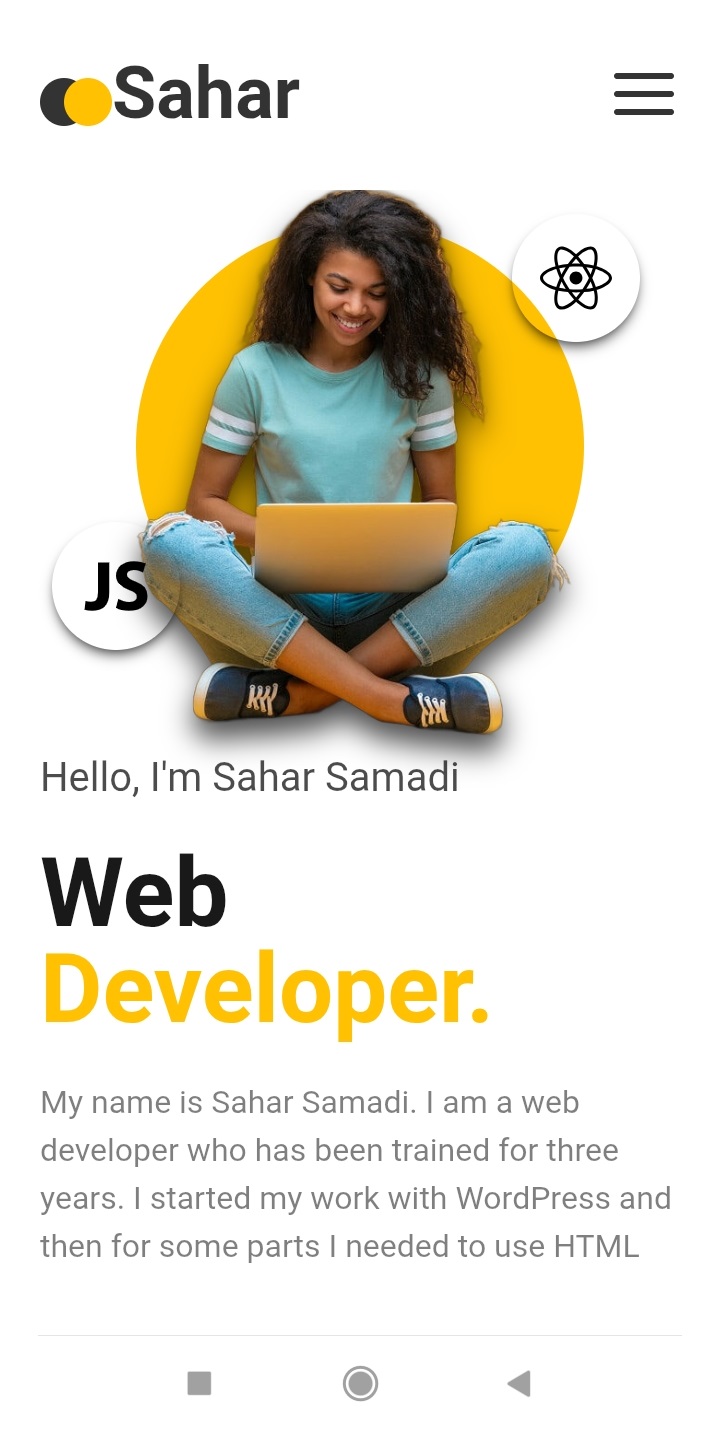 Sahar
JS
Hello, I'm Sahar Samadi
Web
Developer.
My name is Sahar Samadi. I am a web
developer who has been trained for three
years. I started my work with WordPress and
then for some parts I needed to use HTML